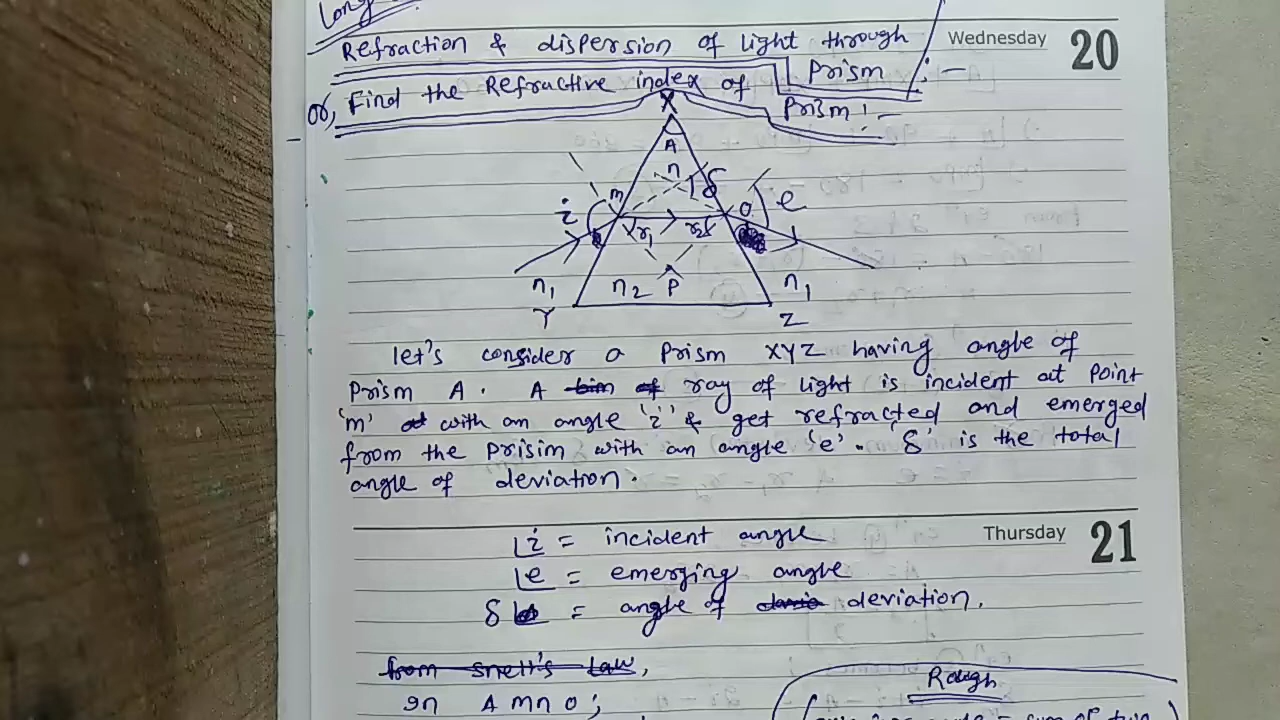 Long
Refraction & dispersion of light through
Wednesday 20
Prism :-
Or, Find the Refractive index of
Prism :-
X
A
n
δ
m
i
O
e
r1
r2
n1
n2
P
n1
Y
Z
let's consider a Prism XYZ having angle of
Prism A. A ray of light is incident at Point
'm' with an angle 'i' & get refracted and emerged
from the Prisim with an angle 'e'. 'δ' is the total
angle of deviation.
Thursday 21
∠i = incident angle
∠e = emerging angle
δ = angle of deviation.
from snell's Law,
Rough
In Δ mno;